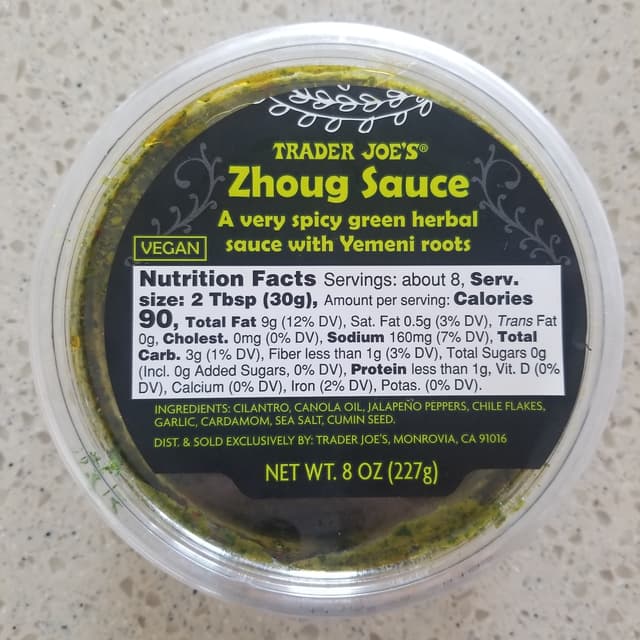 TRADER JOE'S®
Zhoug Sauce
A very spicy green herbal
sauce with Yemeni roots
VEGAN
Nutrition Facts Servings: about 8, Serv.
size: 2 Tbsp (30g), Amount per serving: Calories
90, Total Fat 9g (12% DV), Sat. Fat 0.5g (3% DV), Trans Fat
0g, Cholest. 0mg (0% DV), Sodium 160mg (7% DV), Total
Carb. 3g (1% DV), Fiber less than 1g (3% DV), Total Sugars 0g
(Incl. 0g Added Sugars, 0% DV), Protein less than 1g, Vit. D (0%
DV), Calcium (0% DV), Iron (2% DV), Potas. (0% DV).
INGREDIENTS: CILANTRO, CANOLA OIL, JALAPEÑO PEPPERS, CHILE FLAKES,
GARLIC, CARDAMOM, SEA SALT, CUMIN SEED.
DIST. & SOLD EXCLUSIVELY BY: TRADER JOE'S, MONROVIA, CA 91016
NET WT. 8 OZ (227g)